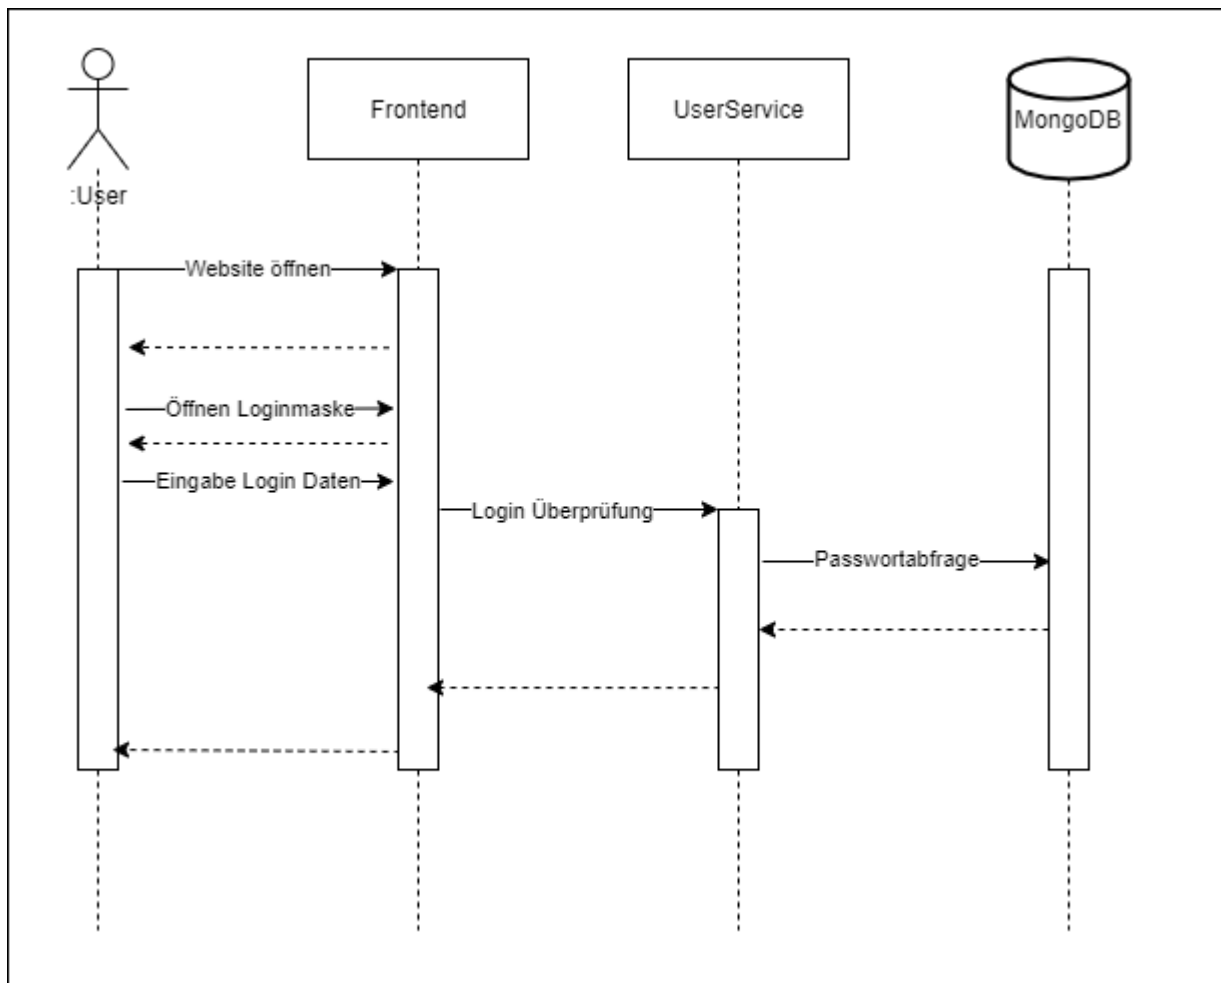 Frontend
UserService
MongoDB
:User
Website öffnen
Öffnen Loginmaske
Eingabe Login Daten
Login Überprüfung
Passwortabfrage